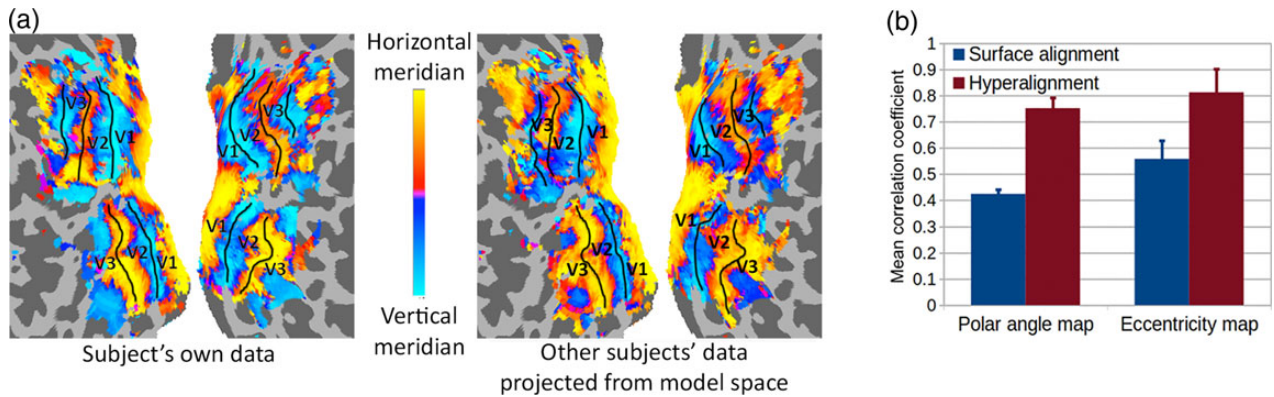 (a)
Horizontal
meridian
Vertical
meridian
V3
V2
V1
V1
V2
V3
V3
V2
V1
V1
V2
V3
Subject's own data
V3
V2
V1
V1
V2
V3
V3
V2
V1
V1
V2
V3
Other subjects' data
projected from model space
(b)
Mean correlation coefficient
1
0.9
0.8
0.7
0.6
0.5
0.4
0.3
0.2
0.1
0
Surface alignment
Hyperalignment
Polar angle map
Eccentricity map